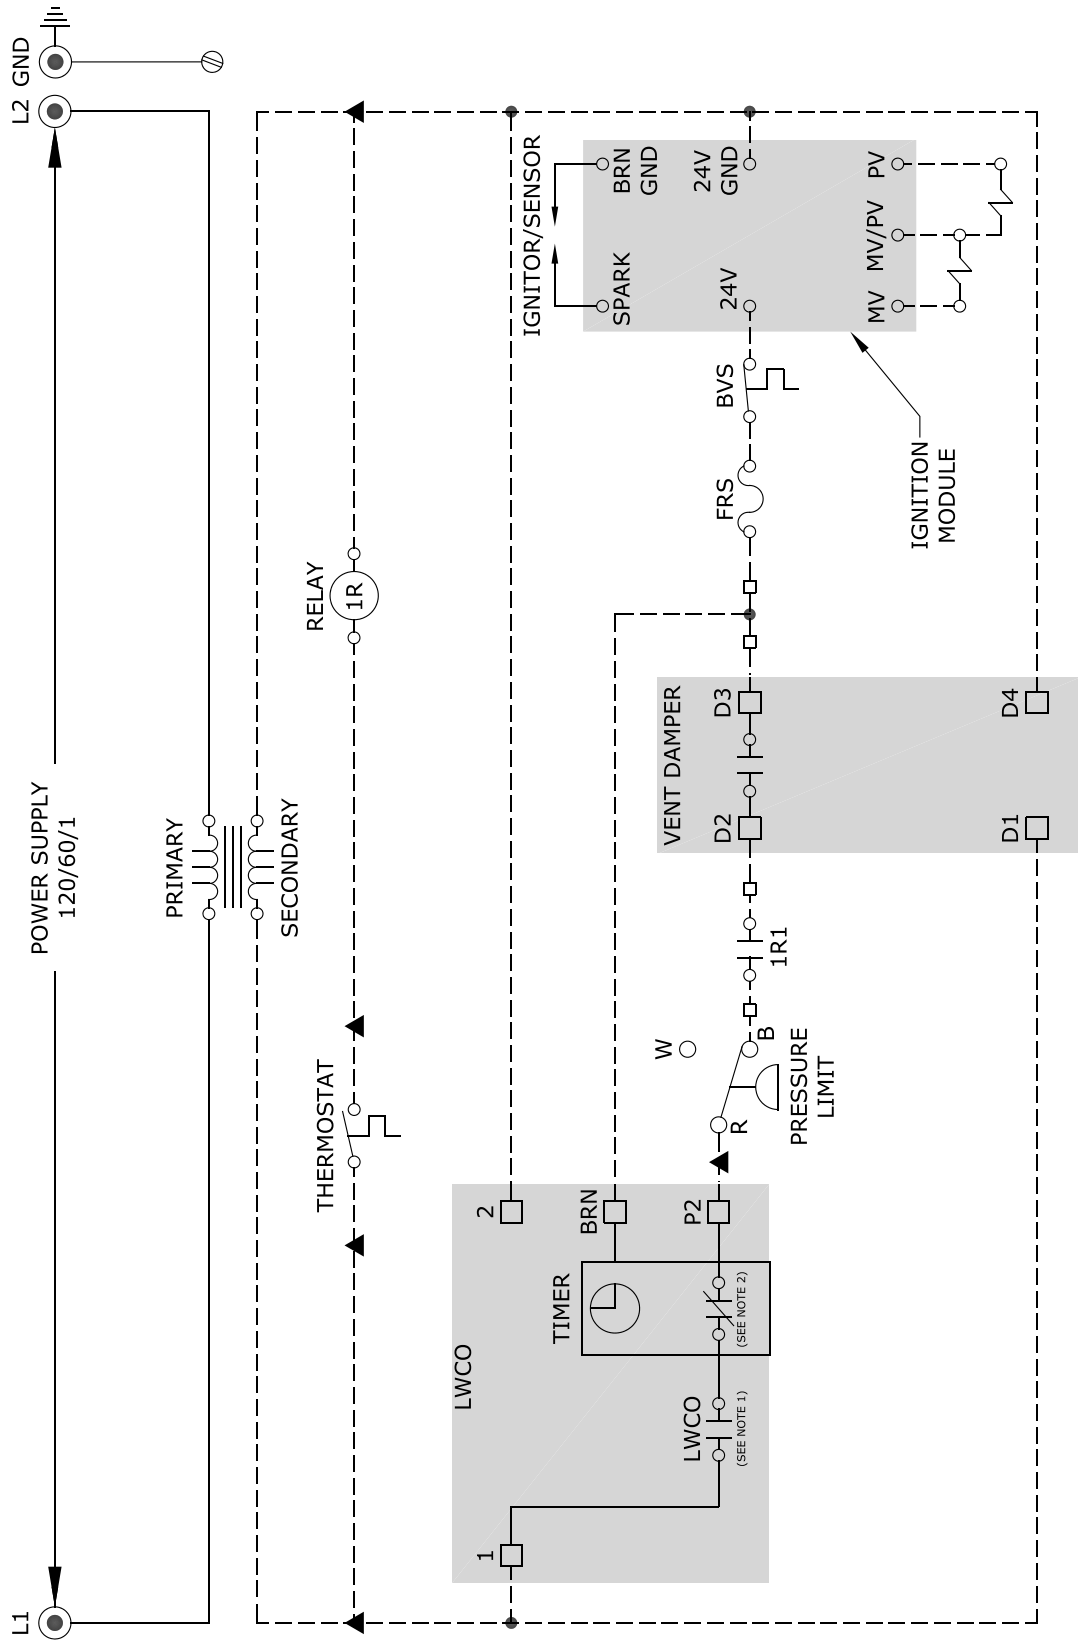 L1
POWER SUPPLY
120/60/1
L2
GND
PRIMARY
SECONDARY
THERMOSTAT
RELAY
1R
LWCO
1
2
TIMER
BRN
LWCO
(SEE NOTE 1)
(SEE NOTE 2)
P2
R
W
B
PRESSURE
LIMIT
1R1
VENT DAMPER
D2
D3
D1
D4
FRS
BVS
IGNITOR/SENSOR
SPARK
BRN
GND
24V
24V
GND
MV
MV/PV
PV
IGNITION
MODULE